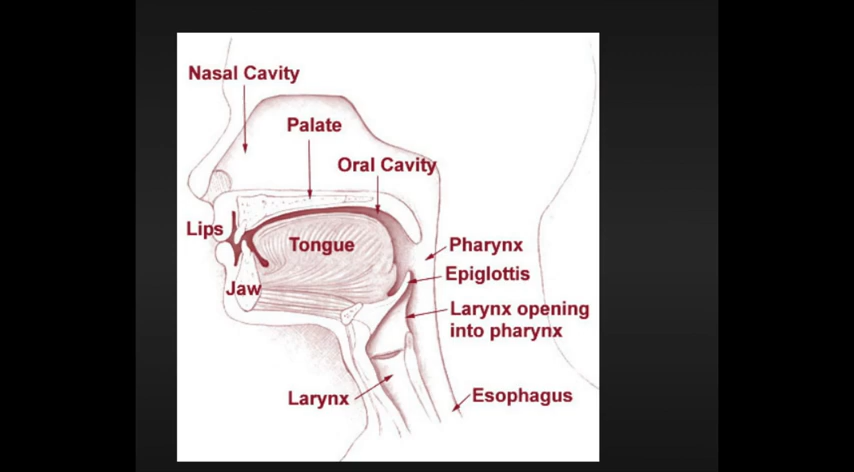 Nasal Cavity
Palate
Oral Cavity
Lips
Tongue
Pharynx
Epiglottis
Jaw
Larynx opening
into pharynx
Larynx
Esophagus